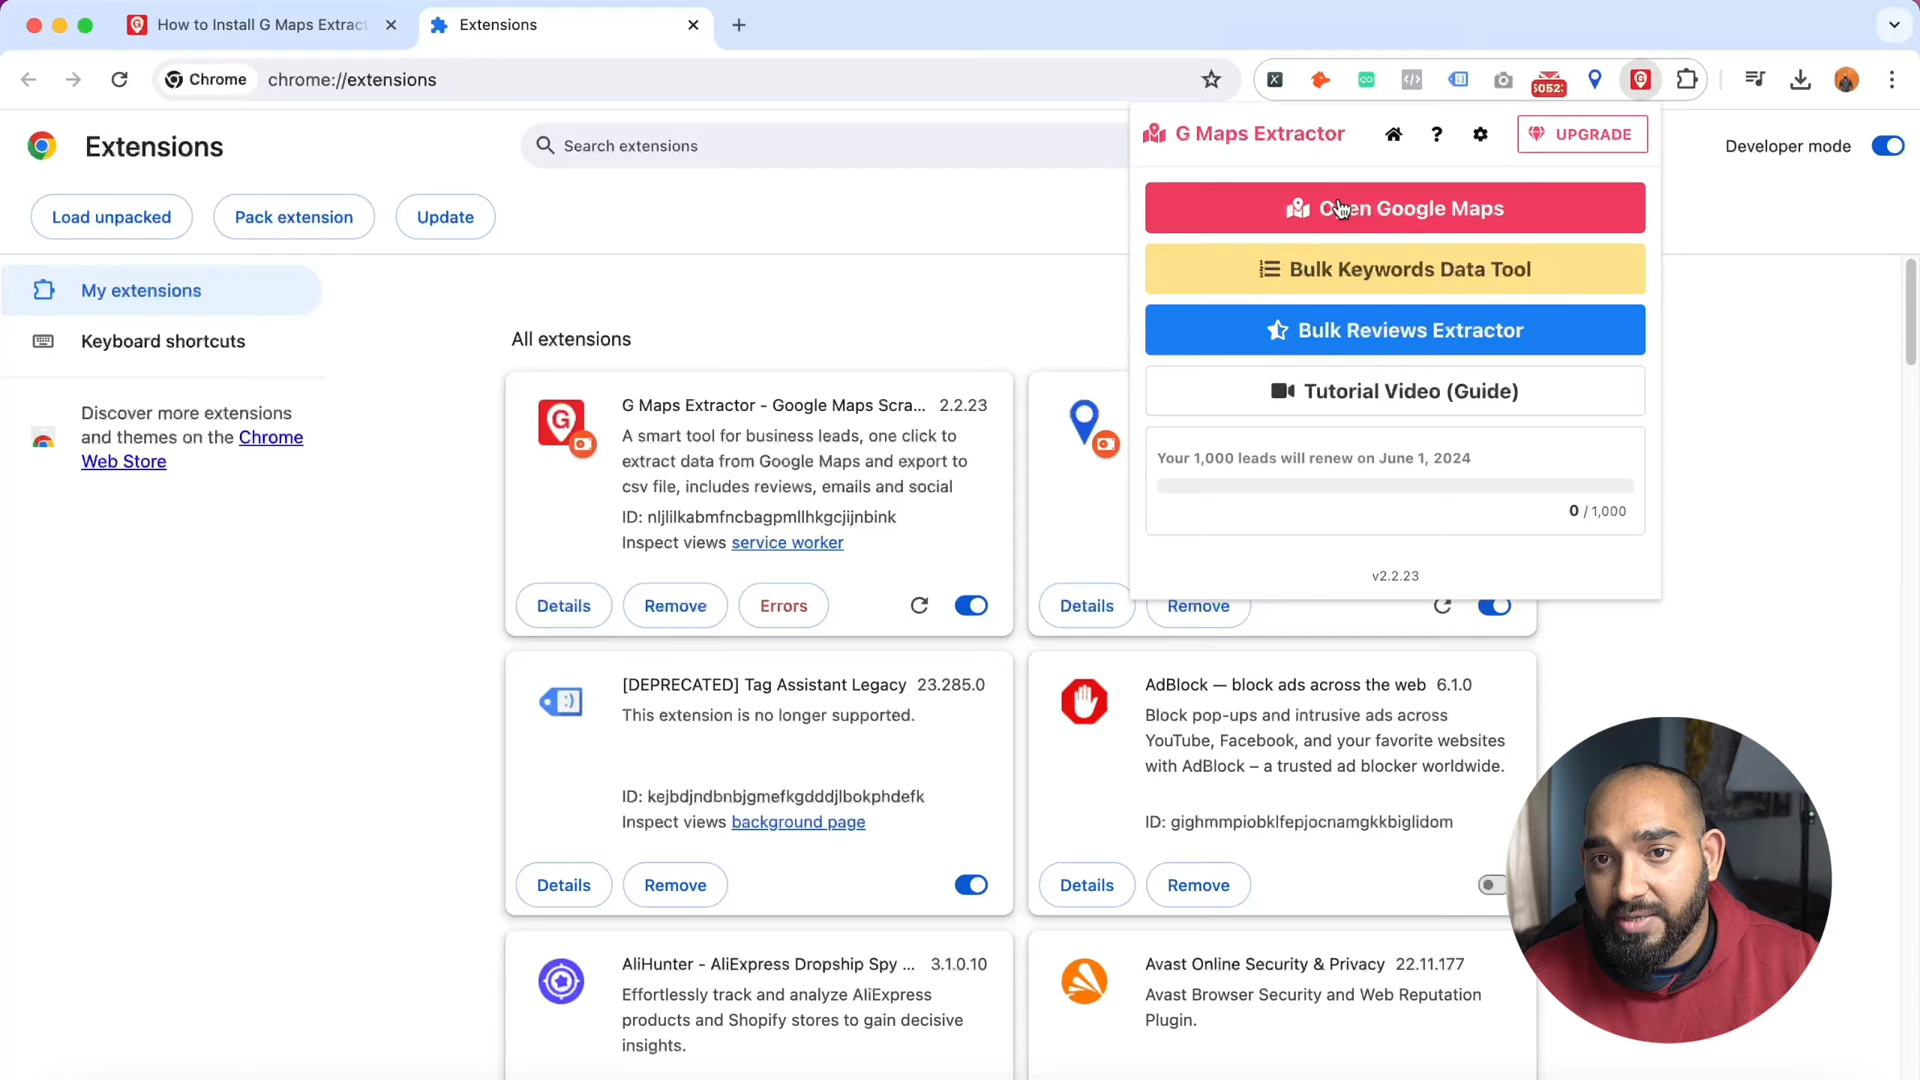 How to Install G Maps Extract
Extensions
Chrome
chrome://extensions
5052
Extensions
Search extensions
G Maps Extractor
UPGRADE
Developer mode
Load unpacked
Pack extension
Update
Open Google Maps
Bulk Keywords Data Tool
Bulk Reviews Extractor
Tutorial Video (Guide)
Your 1,000 leads will renew on June 1, 2024
0 / 1,000
v2.2.23
My extensions
Keyboard shortcuts
Discover more extensions
and themes on the Chrome
Web Store
All extensions
G Maps Extractor - Google Maps Scra... 2.2.23
A smart tool for business leads, one click to
extract data from Google Maps and export to
csv file, includes reviews, emails and social
ID: nljlilkabmfncbagpmllhkgcjijnbink
Inspect views service worker
Details
Remove
Errors
Details
Remove
[DEPRECATED] Tag Assistant Legacy 23.285.0
This extension is no longer supported.
ID: kejbdjndbnbjgmefkgdddjlbokphdefk
Inspect views background page
Details
Remove
AdBlock — block ads across the web 6.1.0
Block pop-ups and intrusive ads across
YouTube, Facebook, and your favorite websites
with AdBlock – a trusted ad blocker worldwide.
ID: gighmmpiobklfepjocnamgkkbiglidom
Details
Remove
AliHunter - AliExpress Dropship Spy ... 3.1.0.10
Effortlessly track and analyze AliExpress
products and Shopify stores to gain decisive
insights.
Avast Online Security & Privacy 22.11.177
Avast Browser Security and Web Reputation
Plugin.